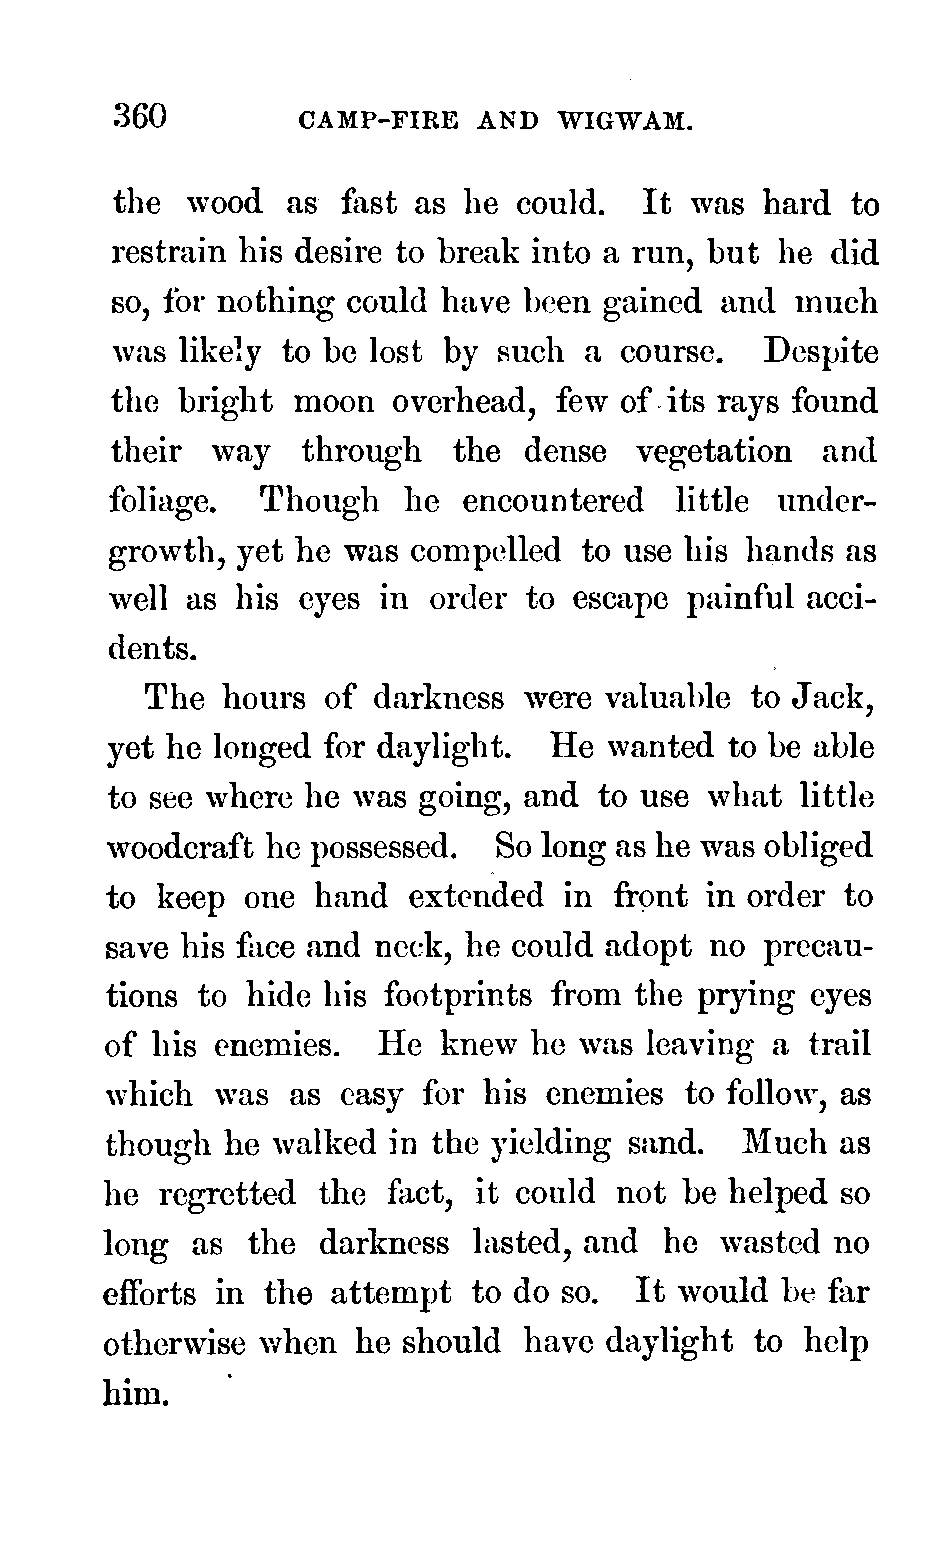 360 CAMP-FIRE AND WIGWAM.
the wood as fast as he could. It was hard to
restrain his desire to break into a run, but he did
so, for nothing could have been gained and much
was likely to be lost by such a course. Despite
the bright moon overhead, few of its rays found
their way through the dense vegetation and
foliage. Though he encountered little under-
growth, yet he was compelled to use his hands as
well as his eyes in order to escape painful acci-
dents.
The hours of darkness were valuable to Jack,
yet he longed for daylight. He wanted to be able
to see where he was going, and to use what little
woodcraft he possessed. So long as he was obliged
to keep one hand extended in front in order to
save his face and neck, he could adopt no precau-
tions to hide his footprints from the prying eyes
of his enemies. He knew he was leaving a trail
which was as easy for his enemies to follow, as
though he walked in the yielding sand. Much as
he regretted the fact, it could not be helped so
long as the darkness lasted, and he wasted no
efforts in the attempt to do so. It would be far
otherwise when he should have daylight to help
him.